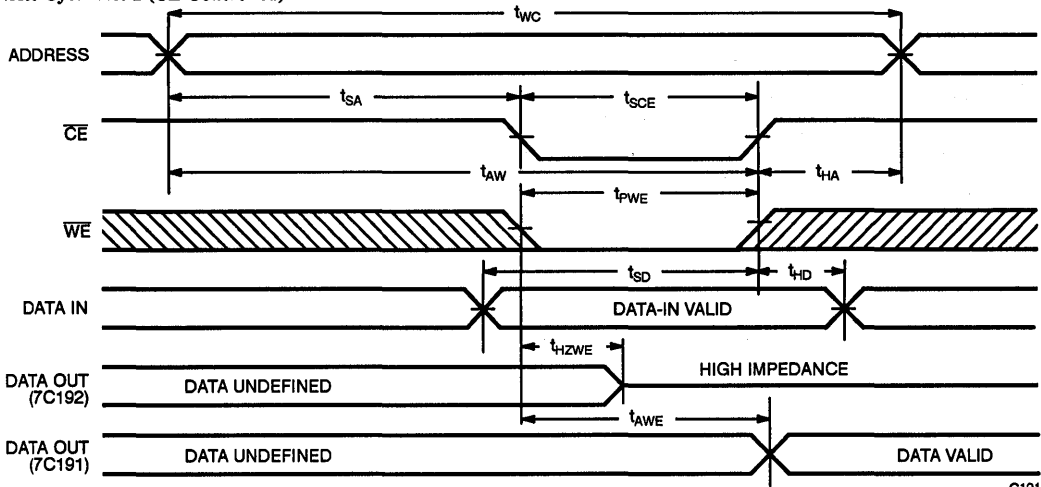 t_WC
ADDRESS
t_SA
t_SCE
CE
t_AW
t_HA
t_PWE
WE
t_SD
t_HD
DATA IN
DATA-IN VALID
t_HZWE
HIGH IMPEDANCE
DATA OUT
(7C192)
DATA UNDEFINED
t_AWE
DATA OUT
(7C191)
DATA UNDEFINED
DATA VALID